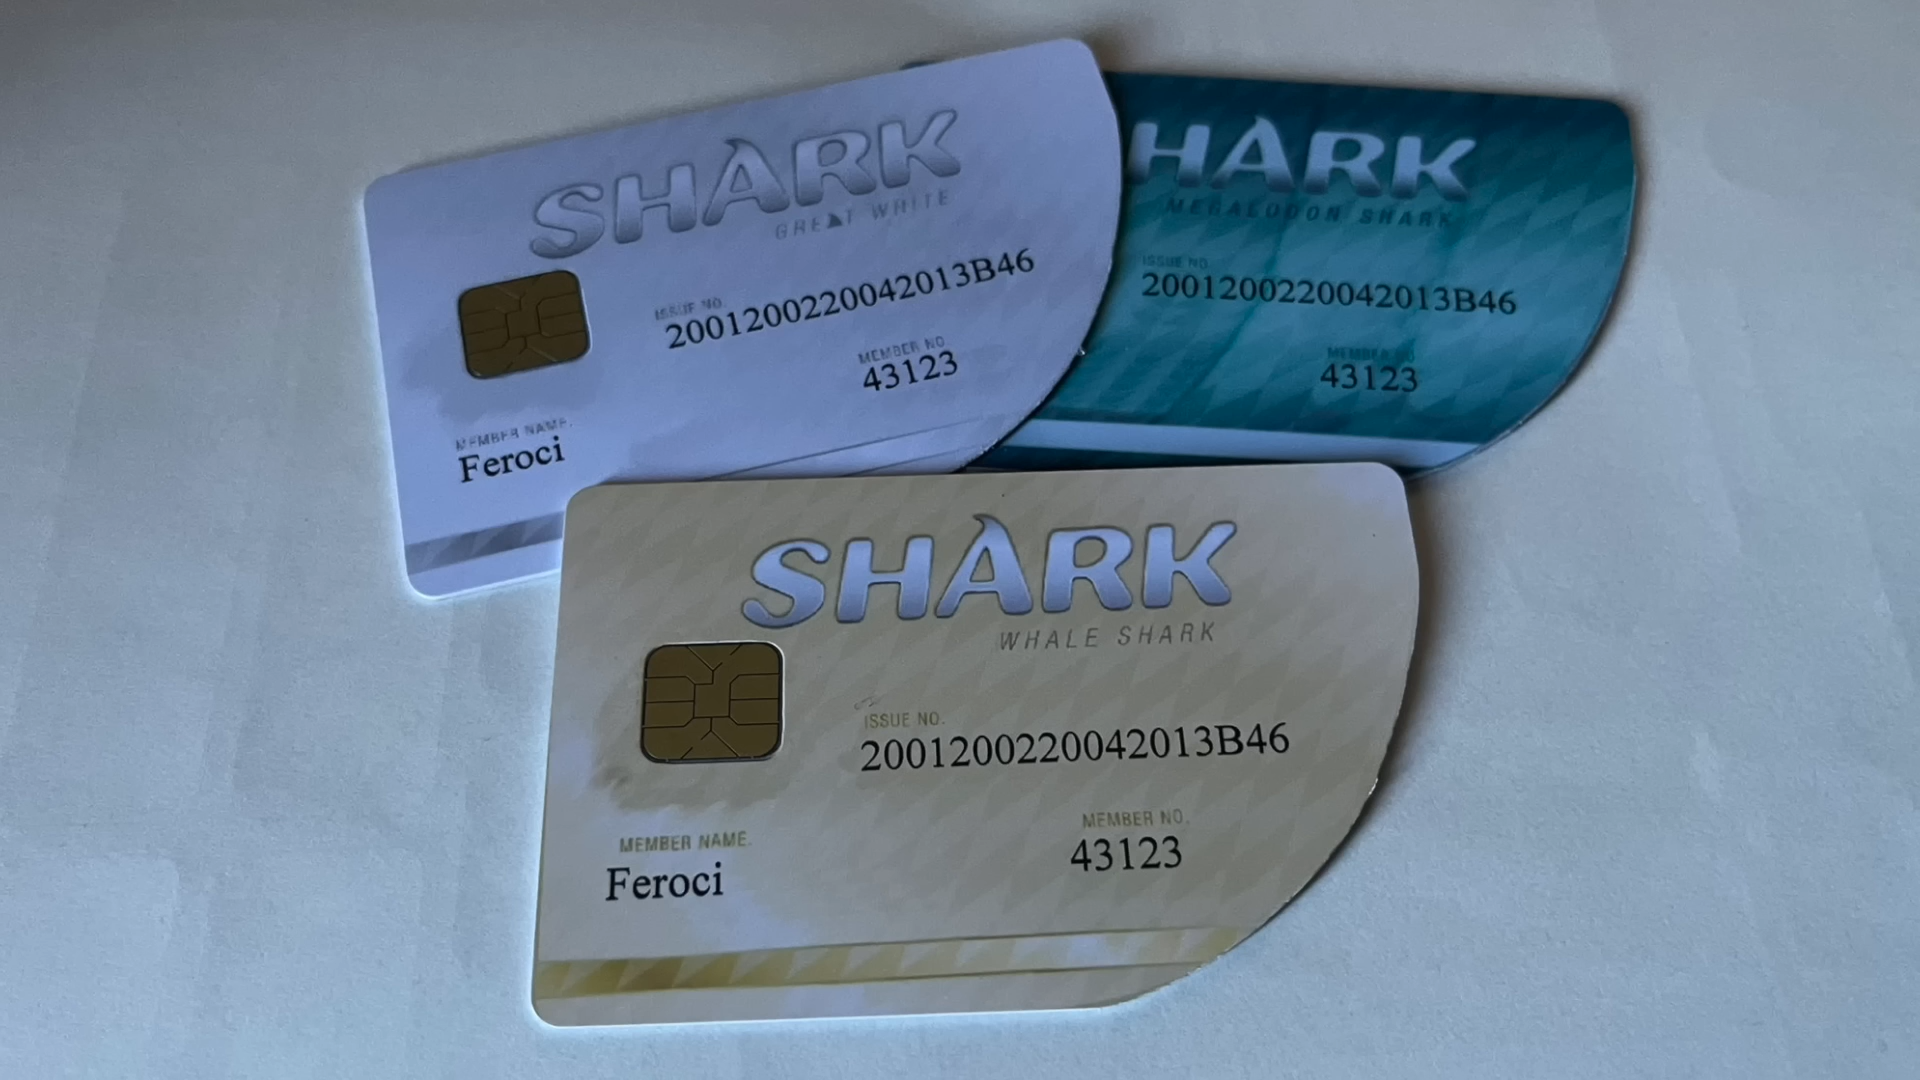 SHARK
GREAT WHITE
ISSUE NO.
2001200220042013B46
MEMBER NO.
43123
MEMBER NAME.
Feroci
HARK
MEGALODON SHARK
ISSUE NO.
2001200220042013B46
MEMBER NO.
43123
SHARK
WHALE SHARK
ISSUE NO.
2001200220042013B46
MEMBER NO.
43123
MEMBER NAME.
Feroci